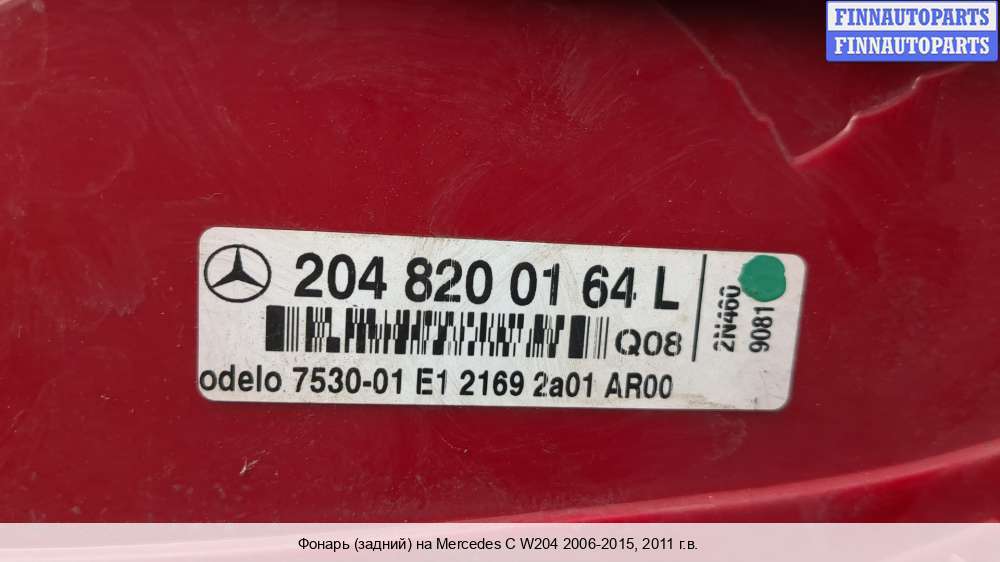 FINNAUTOPARTS
FINNAUTOPARTS
204 820 01 64 L
Q08
odelo 7530-01 E1 2169 2a01 AR00
2N460
9081
Фонарь (задний) на Mercedes C W204 2006-2015, 2011 г.в.